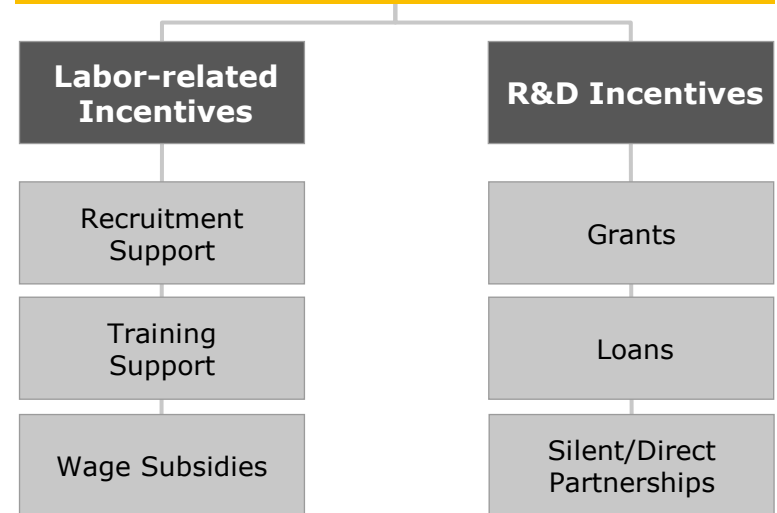 Labor-related
Incentives
Recruitment
Support
Training
Support
Wage Subsidies
R&D Incentives
Grants
Loans
Silent/Direct
Partnerships